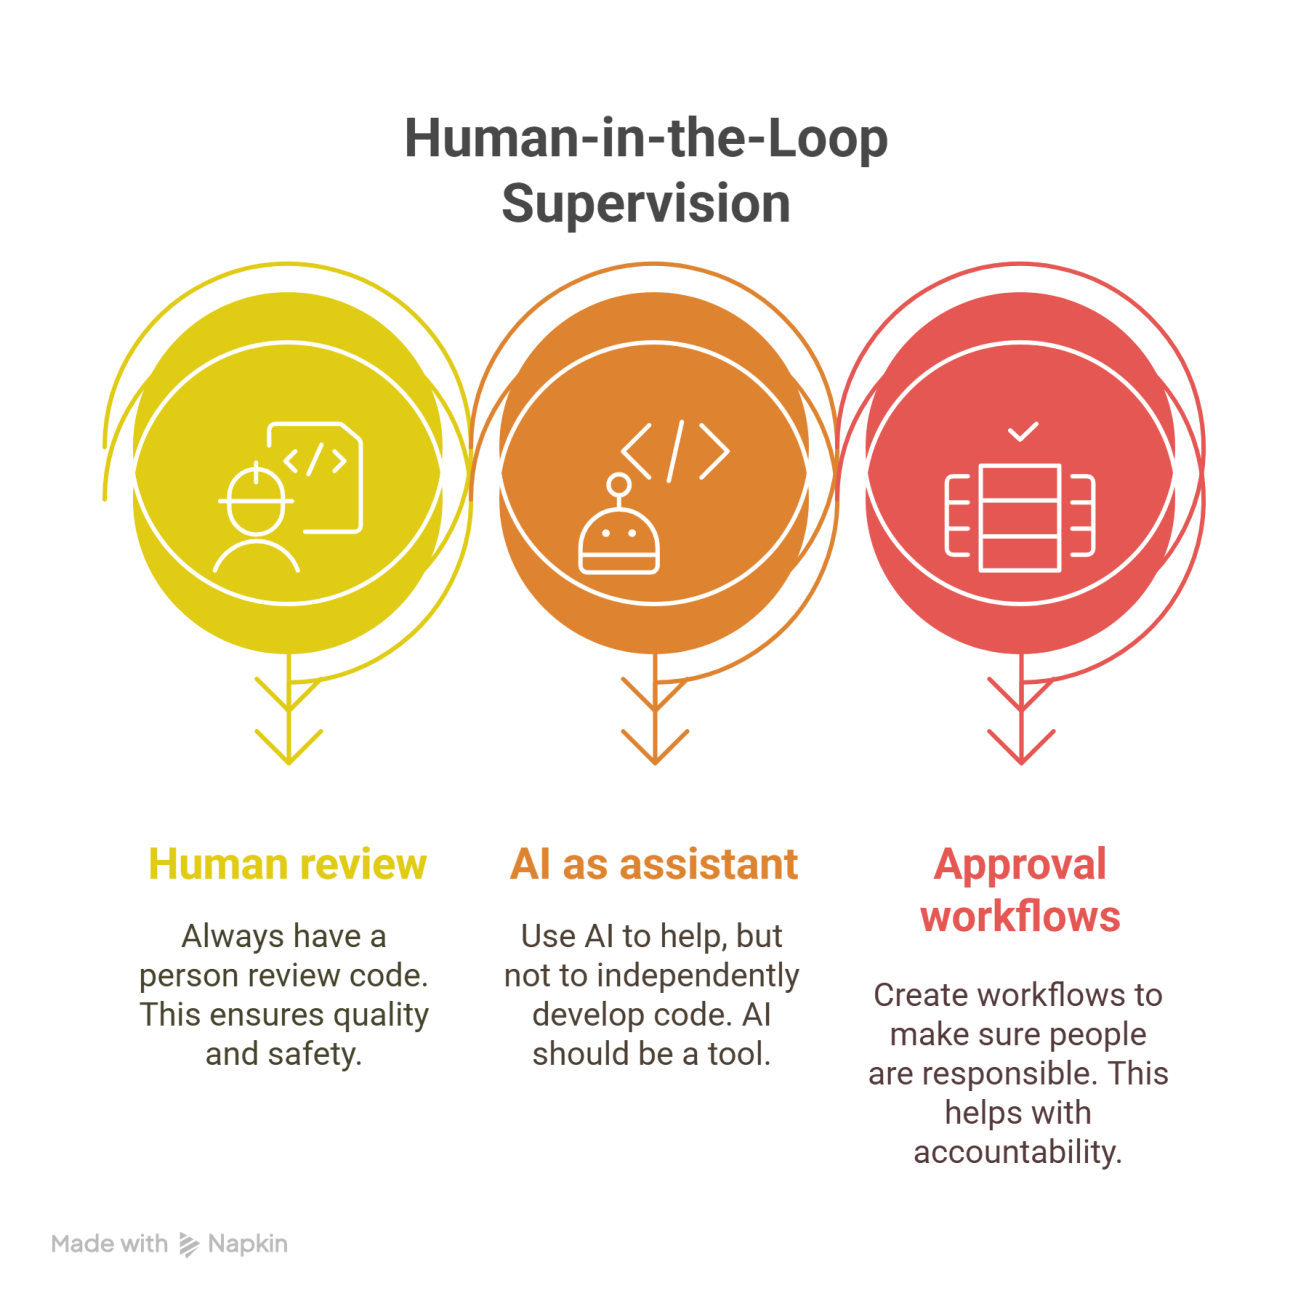 Human-in-the-Loop
Supervision
</>
</>
Human review
Always have a
person review code.
This ensures quality
and safety.
AI as assistant
Use AI to help, but
not to independently
develop code. AI
should be a tool.
Approval
workflows
Create workflows to
make sure people
are responsible. This
helps with
accountability.
Made with Napkin